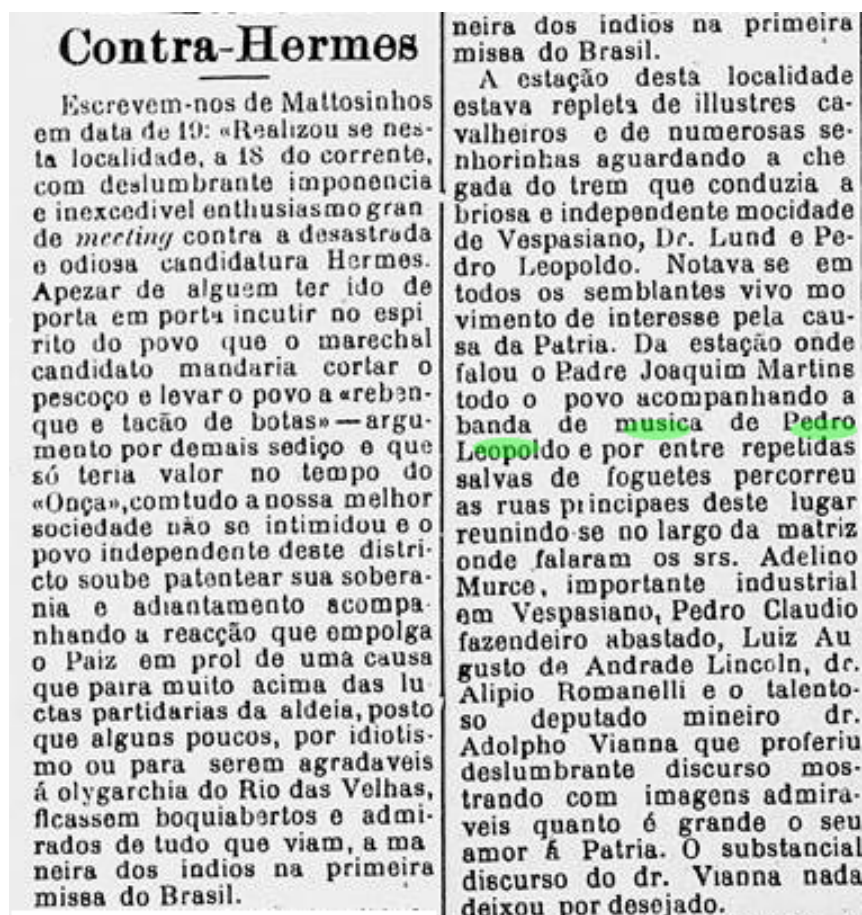 Contra-Hermes
Escrevem-nos de Mattosinhos
em data de 19: «Realizou se nes-
ta localidade, a 18 do corrente,
com deslumbrante imponencia
e inexcedivel enthusiasmo gran
de meeting contra a desastrada
e odiosa candidatura Hermes.
Apezar de alguem ter ido de
porta em porta incutir no espi
rito do povo que o marechal
candidato mandaria cortar o
pescoço e levar o povo a «reben-
que e tacão de botas»—argu-
mento por demais sediço e que
só teria valor no tempo do
«Onça»,comtudo a nossa melhor
sociedade não se intimidou e o
povo independente deste distri-
cto soube patentear sua sobera-
nia e adiantamento acompa-
nhando a reacção que empolga
o Paiz em prol de uma causa
que paira muito acima das lu
ctas partidarias da aldeia, posto
que alguns poucos, por idiotis-
mo ou para serem agradaveis
á olygarchia do Rio das Velhas,
ficassem boquiabertos e admi-
rados de tudo que viam, a ma
neira dos indios na primeira
missa do Brasil.
neira dos indios na primeira
missa do Brasil.
A estação desta localidade
estava repleta de illustres ca-
valheiros e de numerosas se-
nhorinhas aguardando a che
gada do trem que conduzia a
briosa e independente mocidade
de Vespasiano, Dr. Lund e Pe-
dro Leopoldo. Notava se em
todos os semblantes vivo mo
vimento de interesse pela cau-
sa da Patria. Da estação onde
falou o Padre Joaquim Martins
todo o povo acompanhando a
banda de musica de Pedro
Leopoldo e por entre repetidas
salvas de foguetes percorreu
as ruas principaes deste lugar
reunindo-se no largo da matriz
onde falaram os srs. Adelino
Murce, importante industrial
em Vespasiano, Pedro Claudio
fazendeiro abastado, Luiz Au
gusto de Andrade Lincoln, dr.
Alipio Romanelli e o talento-
so deputado mineiro dr.
Adolpho Vianna que proferiu
deslumbrante discurso mos-
trando com imagens admira-
veis quanto é grande o seu
amor á Patria. O substancial
discurso do dr. Vianna nada
deixou por desejado.